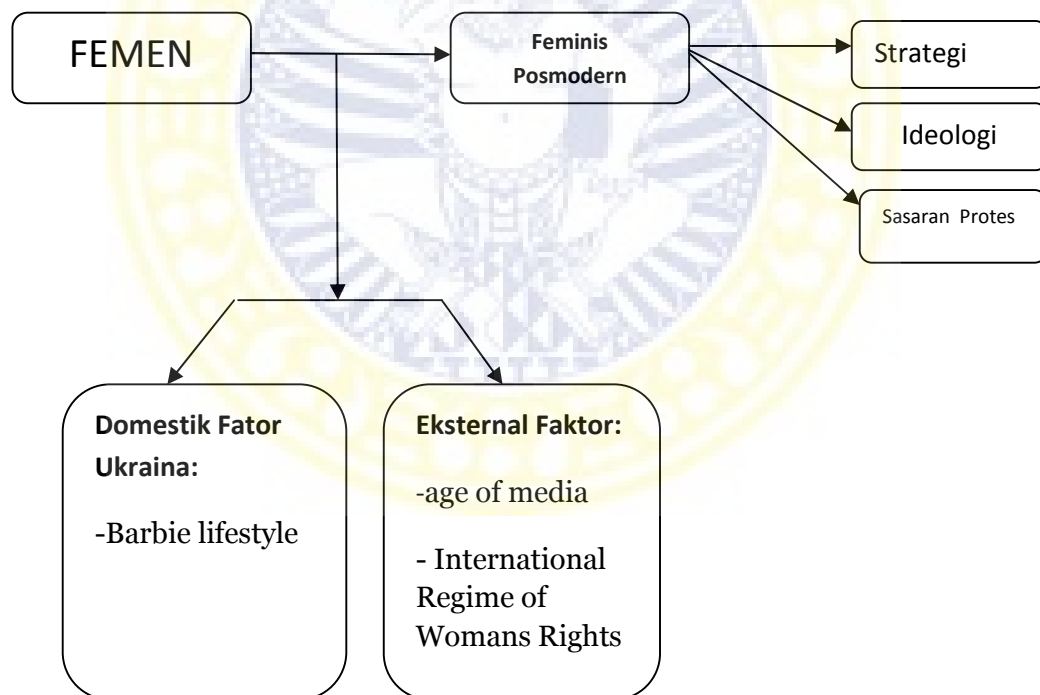 FEMEN
Feminis
Posmodern
Strategi
Ideologi
Sasaran Protes
Domestik Fator
Ukraina:
-Barbie lifestyle
Eksternal Faktor:
-age of media
- International
Regime of
Womans Rights